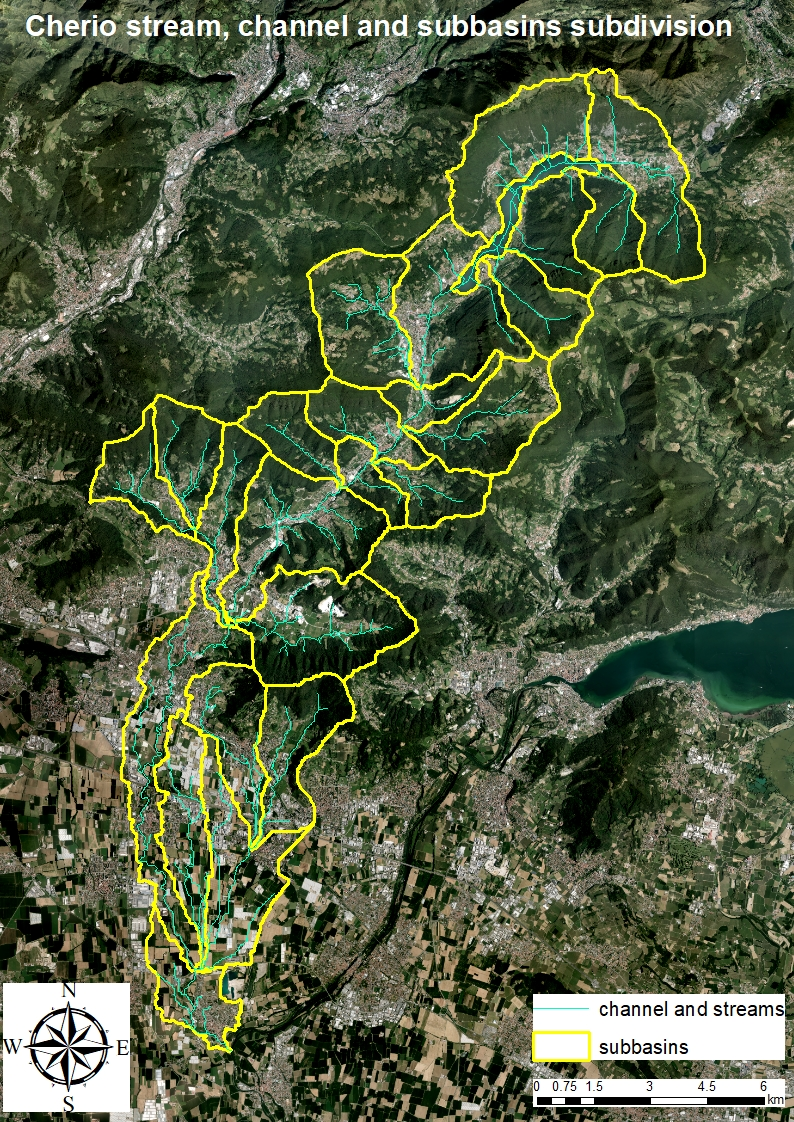 Cherio stream, channel and subbasins subdivision
N
W E
S
channel and streams
subbasins
0 0.75 1.5 3 4.5 6
km